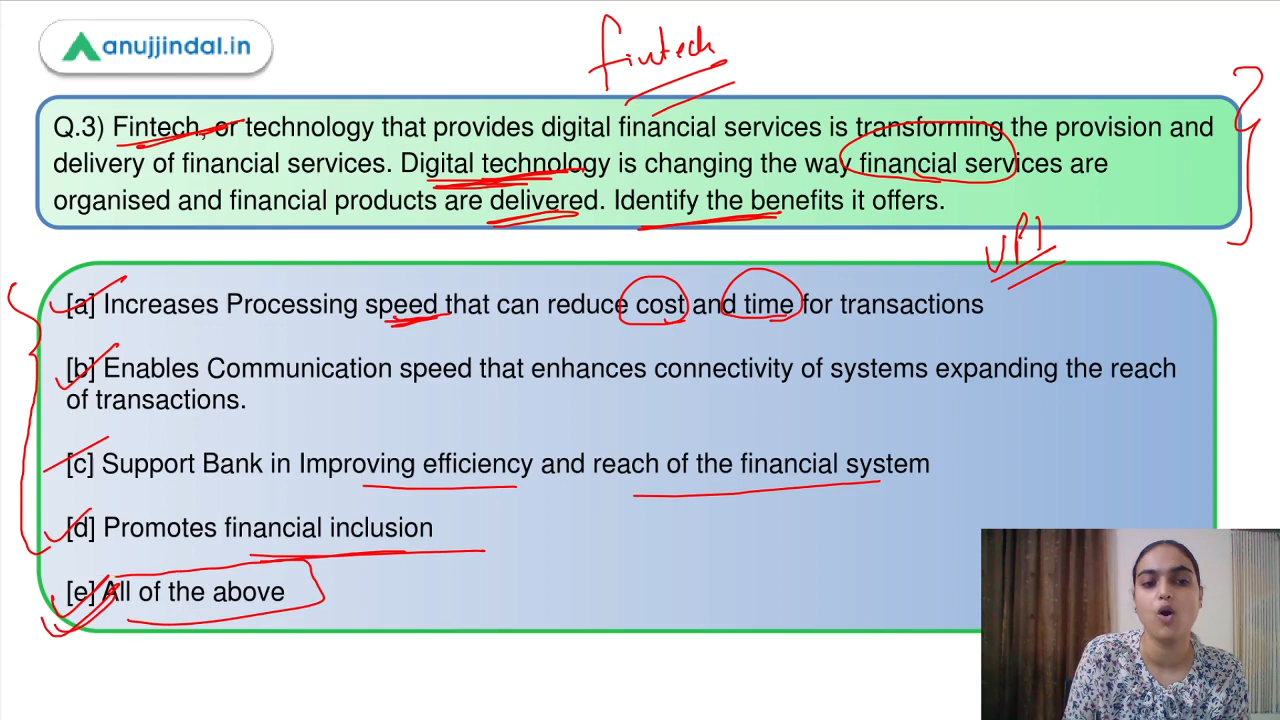 anujjindal.in
fintech
Q.3) Fintech, or technology that provides digital financial services is transforming the provision and
delivery of financial services. Digital technology is changing the way financial services are
organised and financial products are delivered. Identify the benefits it offers.
UPI
[a] Increases Processing speed that can reduce cost and time for transactions
[b] Enables Communication speed that enhances connectivity of systems expanding the reach
of transactions.
[c] Support Bank in Improving efficiency and reach of the financial system
[d] Promotes financial inclusion
[e] All of the above